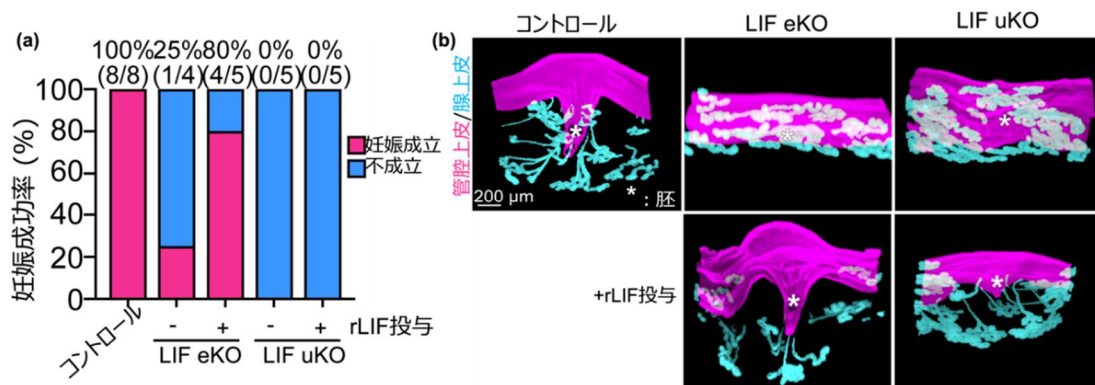 (a)
100% 25% 80% 0% 0%
(8/8) (1/4) (4/5) (0/5) (0/5)
妊娠成功率 (%)
100
80
60
40
20
0
妊娠成立
不成立
- + - + rLIF投与
コントロール
LIF eKO LIF uKO
(b)
コントロール LIF eKO LIF uKO
管腔上皮/腺上皮
*
*
*
200 μm
* : 胚
+rLIF投与
*
*